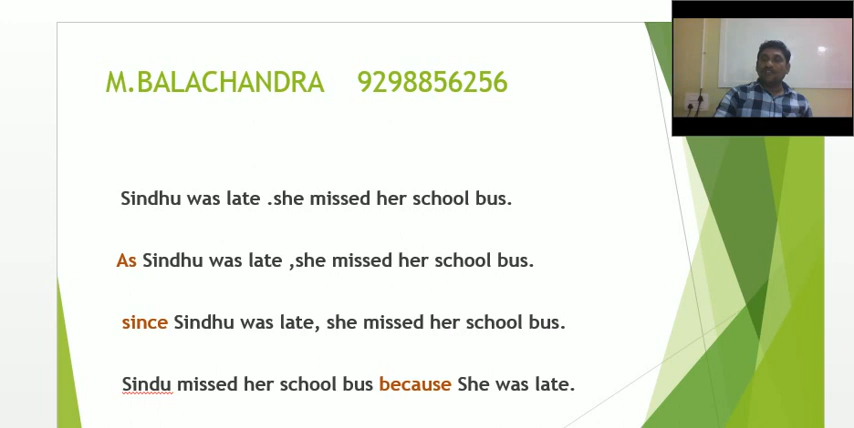 M.BALACHANDRA 9298856256
Sindhu was late .she missed her school bus.
As Sindhu was late ,she missed her school bus.
since Sindhu was late, she missed her school bus.
Sindu missed her school bus because She was late.